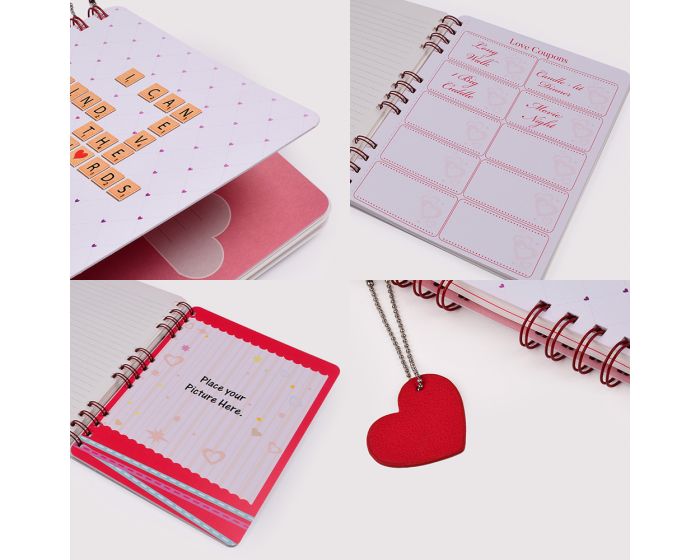 I CAN
E
IND V
THE
RDS
Love Coupons
Long Walk
Candle-lit Dinner
1 Big Cuddle
Movie Night
Place your
Picture Here.